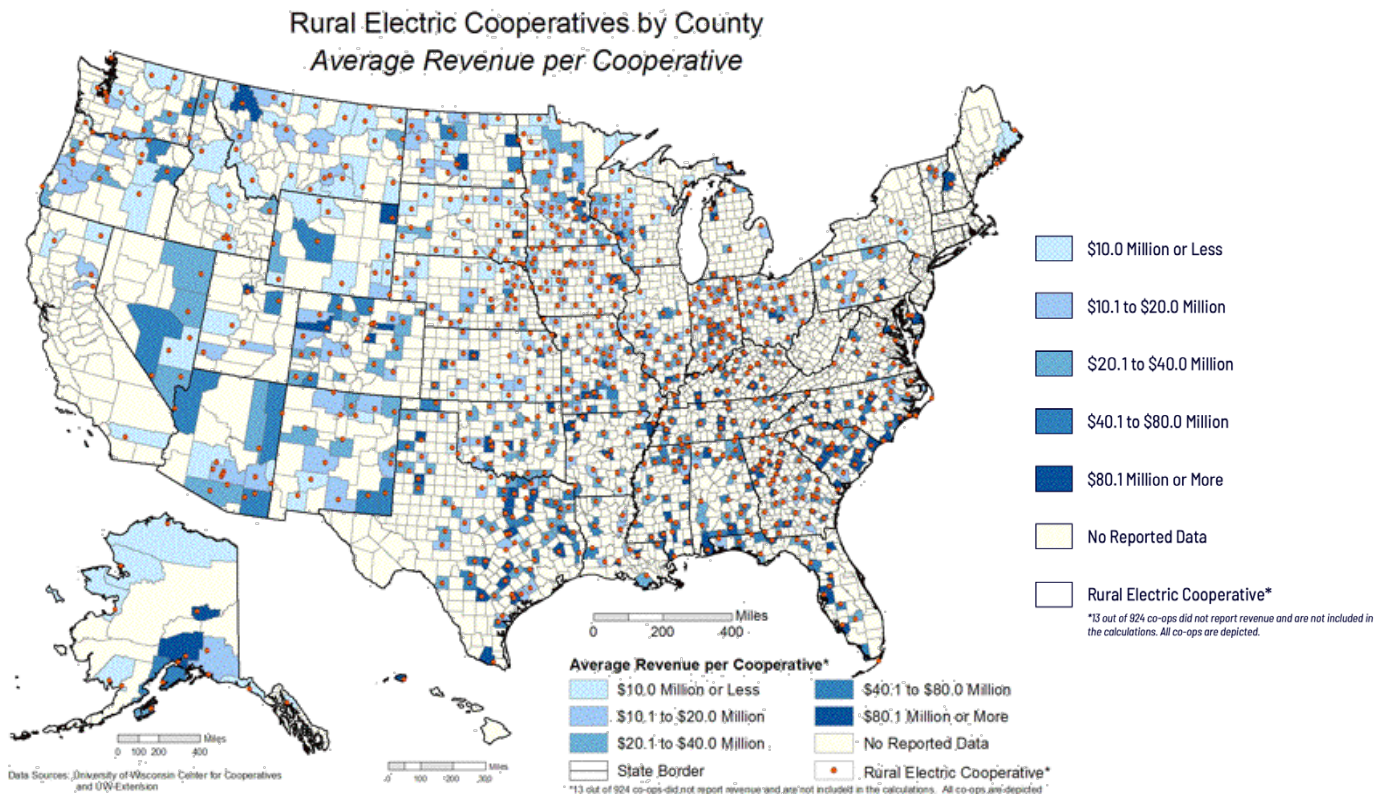 Rural Electric Cooperatives by County
Average Revenue per Cooperative
$10.0 Million or Less
$10.1 to $20.0 Million
$20.1 to $40.0 Million
$40.1 to $80.0 Million
$80.1 Million or More
No Reported Data
Rural Electric Cooperative*
*13 out of 924 co-ops did not report revenue and are not included in
the calculations. All co-ops are depicted.
Miles
0 200 400
Average Revenue per Cooperative*
$10.0 Million or Less
$40.1 to $80.0 Million
$10.1 to $20.0 Million
$80.1 Million or More
$20.1 to $40.0 Million
No Reported Data
State Border
Rural Electric Cooperative*
*13 out of 924 co-ops did not report revenue and are not included in the calculations. All co-ops are depicted
Miles
0 100 200 400
Miles
0 100 200 300
Data Sources: University of Wisconsin Center for Cooperatives
and UW-Extension